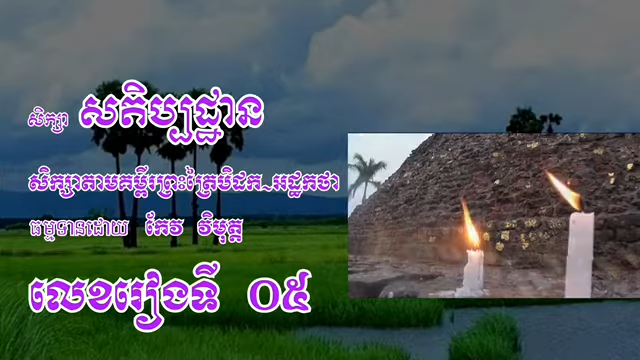 សិក្សា សតិប្បដ្ឋាន
សិក្សាតាមគម្ពីរព្រះត្រៃបិដក~អដ្ឋកថា
ធម្មទានដោយ កែវ វិមុត្ត
លេខរៀងទី ០៥